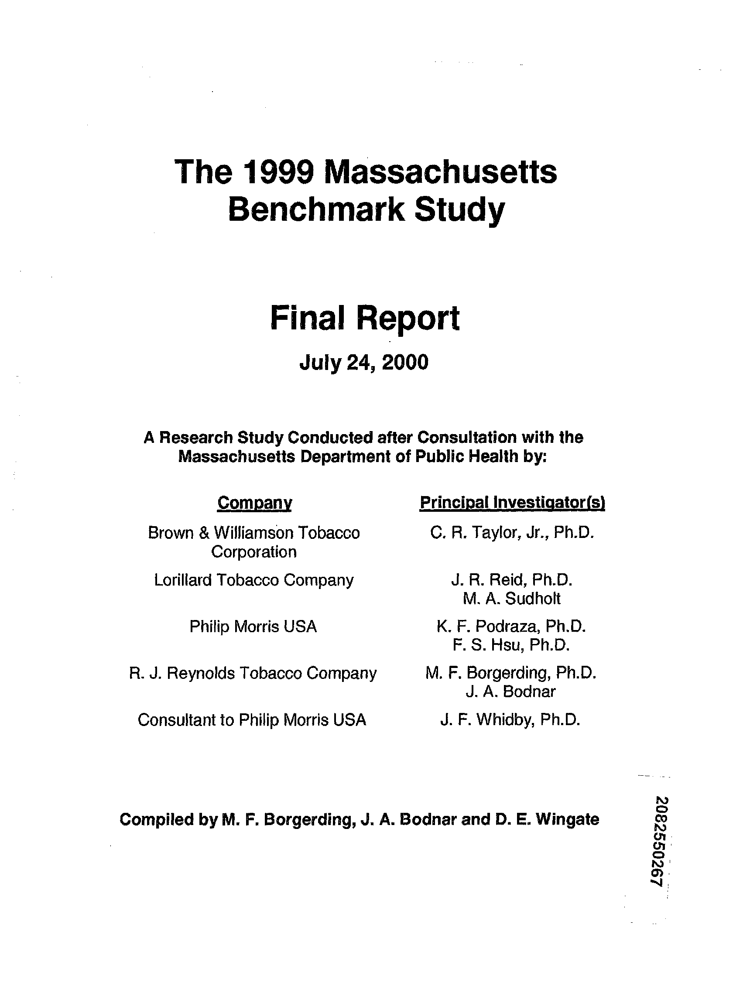 The 1999 Massachusetts
Benchmark Study
Final Report
July 24, 2000
A Research Study Conducted after Consultation with the
Massachusetts Department of Public Health by:
Company Principal Investigator(s)
Brown & Williamson Tobacco C. R. Taylor, Jr., Ph.D.
Corporation
Lorillard Tobacco Company J. R. Reid, Ph.D.
M. A. Sudholt
Philip Morris USA K. F. Podraza, Ph.D.
F. S. Hsu, Ph.D.
R. J. Reynolds Tobacco Company M. F. Borgerding, Ph.D.
J. A. Bodnar
Consultant to Philip Morris USA J. F. Whidby, Ph.D.
Compiled by M. F. Borgerding, J. A. Bodnar and D. E. Wingate
2082550267